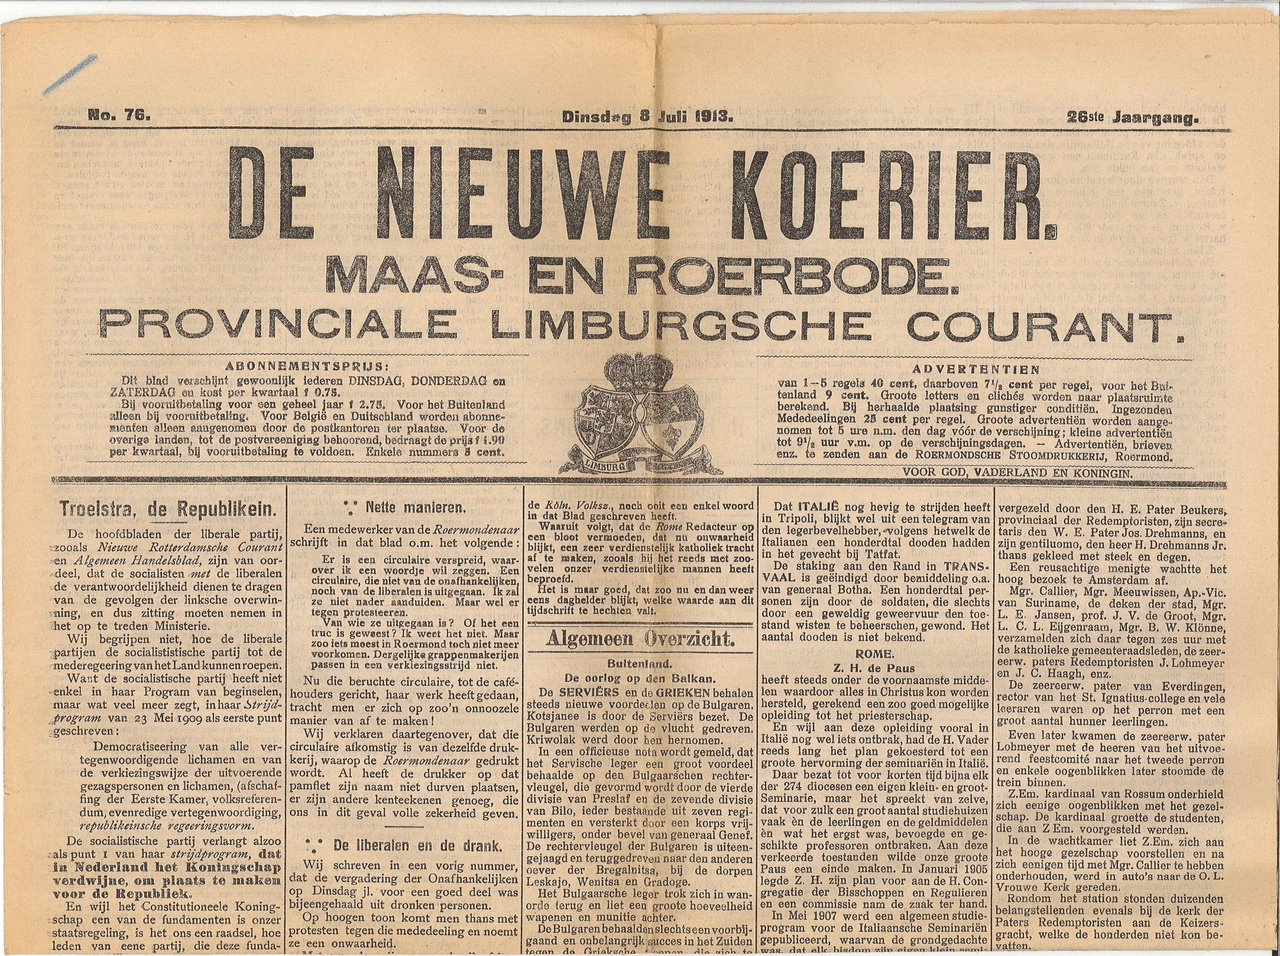 No. 76.
Dinsdag 8 Juli 1913.
26ste Jaargang.
DE NIEUWE KOERIER.
MAAS- EN ROERBODE.
PROVINCIALE LIMBURGSCHE COURANT.
ABONNEMENTSPRIJS:
Dit blad verschijnt gewoonlijk iederen DINSDAG, DONDERDAG en
ZATERDAG en kost per kwartaal f 0.75.
Bij vooruitbetaling voor een geheel jaar f 2.75. Voor het Buitenland
alleen bij vooruitbetaling. Voor België en Duitschland worden abonne-
menten alleen aangenomen door de postkantoren ter plaatse. Voor de
overige landen, tot de postvereeniging behoorend, bedraagt de prijs f 1.90
per kwartaal, bij vooruitbetaling te voldoen. Enkele nummers 5 cent.
LIMBURG
ADVERTENTIEN
van 1—5 regels 40 cent, daarboven 7½ cent per regel, voor het Bui-
tenland 9 cent. Groote letters en clichés worden naar plaatsruimte
berekend. Bij herhaalde plaatsing gunstiger conditiën. Ingezonden
Mededeelingen 25 cent per regel. Groote advertentiën worden aange-
nomen tot 5 ure n.m. den dag vóór de verschijning; kleine advertentiën
tot 9½ uur v.m. op de verschijningsdagen. — Advertentiën, brieven
enz. te zenden aan de ROERMONDSCHE STOOMDRUKKERIJ, Roermond.
VOOR GOD, VADERLAND EN KONINGIN.
Troelstra, de Republikein.
De hoofdbladen der liberale partij,
zooals Nieuwe Rotterdamsche Courant
en Algemeen Handelsblad, zijn van oor-
deel, dat de socialisten met de liberalen
de verantwoordelijkheid dienen te dragen
van de gevolgen der linksche overwin-
ning, en dus zitting moeten nemen in
het op te treden Ministerie.
Wij begrijpen niet, hoe de liberale
partijen de socialististische partij tot de
mederegeering van het Land kunnen roepen.
Want de socialistische partij heeft niet
enkel in haar Program van beginselen,
maar wat veel meer zegt, in haar Strijd-
program van 23 Mei 1909 als eerste punt
geschreven:
Democratiseering van alle ver-
tegenwoordigende lichamen en van
de verkiezingswijze der uitvoerende
gezagspersonen en lichamen, (afschaf-
fing der Eerste Kamer, volksreferen-
dum, evenredige vertegenwoordiging,
republikeinsche regeeringsvorm.
De socialistische partij verlangt alzoo
als punt 1 van haar strijdprogram, dat
in Nederland het Koningschap
verdwijne, om plaats te maken
voor de Republiek.
En wijl het Constitutioneele Koning-
schap een van de fundamenten is onzer
staatsregeling, is het ons een raadsel, hoe
leden van eene partij, die deze funda-
Nette manieren.
Een medewerker van de Roermondenaar
schrijft in dat blad o.m. het volgende:
Er is een circulaire verspreid, waar-
over ik een woordje wil zeggen. Een
circulaire, die niet van de onafhankelijken,
noch van de liberalen is uitgegaan. Ik zal
ze niet nader aanduiden. Maar wel er
tegen protesteeren.
Van wie ze uitgegaan is? Of het een
truc is geweest? Ik weet het niet. Maar
zoo iets meest in Roermond toch niet meer
voorkomen. Dergelijke grappenmakerijen
passen in een verkiezingsstrijd niet.
Nu die beruchte circulaire, tot de café-
houders gericht, haar werk heeft gedaan,
tracht men er zich op zoo'n onnoozele
manier van af te maken!
Wij verklaren daartegenover, dat die
circulaire afkomstig is van dezelfde druk-
kerij, waarop de Roermondenaar gedrukt
wordt. Al heeft de drukker op dat
pamflet zijn naam niet durven plaatsen,
er zijn andere kenteekenen genoeg, die
ons in dit geval volle zekerheid geven.
De liberalen en de drank.
Wij schreven in een vorig nummer,
dat de vergadering der Onafhankelijken
op Dinsdag jl. voor een goed deel was
bijeengehaald uit dronken personen.
Op hoogen toon komt men thans met
protesten tegen die mededeeling en noemt
ze een onwaarheid.
de Köln. Volksz., noch ooit een enkel woord
in dat Blad geschreven heeft.
Waaruit volgt, dat de Rome Redacteur op
een bloot vermoeden, dat nu onwaarheid
blijkt, een zeer verdienstelijk katholiek tracht
af te maken, zooals hij het reeds met zoo-
velen onzer verdienstelijke mannen heeft
beproefd.
Het is maar goed, dat zoo nu en dan weer
eens daghelder blijkt, welke waarde aan dit
tijdschrift te hechten valt.
Algemeen Overzicht.
Buitenland.
De oorlog op den Balkan.
De SERVIËRS en de GRIEKEN behalen
steeds nieuwe voordeelen op de Bulgaren.
Kotsjanee is door de Serviërs bezet. De
Bulgaren werden op de vlucht gedreven.
Kriwolak werd door hen hernomen.
In een officieuse nota wordt gemeld, dat
het Servische leger een groot voordeel
behaalde op den Bulgaarschen rechter-
vleugel, die gevormd wordt door de vierde
divisie van Preslaf en de zevende divisie
van Bilo, ieder bestaande uit zeven regi-
menten en versterkt door een korps vrij-
willigers, onder bevel van generaal Genef.
De rechtervleugel der Bulgaren is uiteen-
gejaagd en teruggedreven naar den anderen
oever der Bregalnitsa, bij de dorpen
Leskajo, Wenitsa en Gradoge.
Het Bulgaarsche leger trok zich in wan-
orde terug en liet een groote hoeveelheid
wapenen en munitie achter.
De Bulgaren behaalden slechts een voorbij-
gaand en onbelangrijk succes in het Zuiden
tegen de Grieksche
Dat ITALIË nog hevig te strijden heeft
in Tripoli, blijkt wel uit een telegram van
den legerbevelhebber, volgens hetwelk de
Italianen een honderdtal dooden hadden
in het gevecht bij Tatfat.
De staking aan den Rand in TRANS-
VAAL is geëindigd door bemiddeling o.a.
van generaal Botha. Een honderdtal per-
sonen zijn door de soldaten, die slechts
door een geweldig geweervuur den toe-
stand wisten te beheerschen, gewond. Het
aantal dooden is niet bekend.
ROME.
Z. H. de Paus
heeft steeds onder de voornaamste midde-
len waardoor alles in Christus kon worden
hersteld, gerekend een zoo goed mogelijke
opleiding tot het priesterschap.
En wijl aan deze opleiding vooral in
Italië nog wel iets ontbrak, had de H. Vader
reeds lang het plan gekoesterd tot een
groote hervorming der seminariën in Italië.
Daar bezat tot voor korten tijd bijna elk
der 274 diocesen een eigen klein- en groot-
Seminarie, maar het spreekt van zelve,
dat voor zulk een groot aantal studiehuizen
vaak èn de leerlingen en de geldmiddelen
èn wat het ergst was, bevoegde en ge-
schikte professoren ontbraken. Aan deze
verkeerde toestanden wilde onze groote
Paus een einde maken. In Januari 1905
legde Z. H. zijn plan voor aan de H. Con-
gregatie der Bisschoppen en Regulieren
en een commissie nam de zaak ter hand.
In Mei 1907 werd een algemeen studie-
program voor de Italiaansche Seminariën
gepubliceerd, waarvan de grondgedachte
was, dat elk bisdom zijn eigen klein semi-
vergezeld door den H. E. Pater Beukers,
provinciaal der Redemptoristen, zijn secre-
taris den W. E. Pater Jos. Drehmanns, en
zijn gentiluomo, den heer H. Drehmanns Jr.
thans gekleed met steek en degen.
Een reusachtige menigte wachtte het
hoog bezoek te Amsterdam af.
Mgr. Callier, Mgr. Meeuwissen, Ap.-Vic.
van Suriname, de deken der stad, Mgr.
L. E. Jansen, prof. J. V. de Groot, Mgr.
L. C. L. Eijgenraam, Mgr. B. W. Klönne,
verzamelden zich daar tegen zes uur met
de katholieke gemeenteraadsleden, de zeer-
eerw. paters Redemptoristen J. Lohmeyer
en J. C. Haagh, enz.
De zeereerw. pater van Everdingen,
rector van het St. Ignatius-college en vele
leeraren waren op het perron met een
groot aantal hunner leerlingen.
Even later kwamen de zeereerw. pater
Lohmeyer met de heeren van het uitvoe-
rend feestcomité naar het tweede perron
en enkele oogenblikken later stoomde de
trein binnen.
Z.Em. kardinaal van Rossum onderhield
zich eenige oogenblikken met het gezel-
schap. De kardinaal groette de studenten,
die aan Z Em. voorgesteld werden.
In de wachtkamer liet Z.Em. zich aan
het hooge gezelschap voorstellen en na
zich eenigen tijd met Mgr. Callier te hebben
onderhouden, werd in auto's naar de O. L.
Vrouwe Kerk gereden.
Rondom het station stonden duizenden
belangstellenden evenals bij de kerk der
Paters Redemptoristen aan de Keizers-
gracht, welke de honderden niet kon be-
vatten.